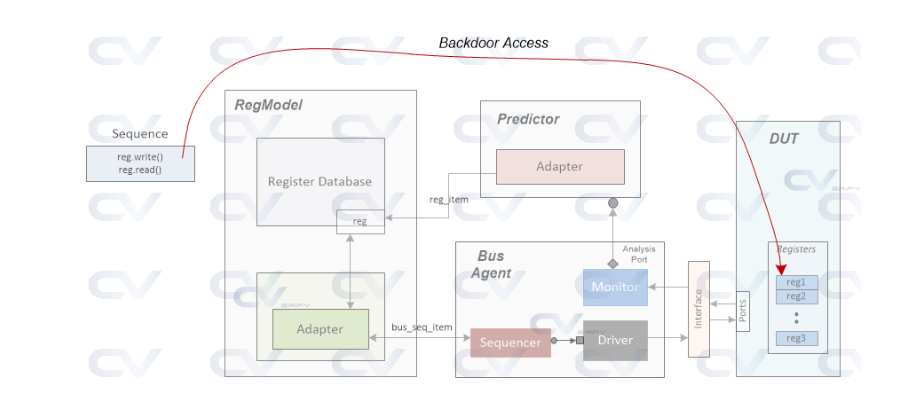 Backdoor Access
RegModel
Sequence
reg.write()
reg.read()
Register Database
reg
reg_item
Adapter
bus_seq_item
Predictor
Adapter
Bus
Agent
Analysis
Port
Monitor
Sequencer
Driver
Interface
Ports
DUT
Registers
reg1
reg2
reg3